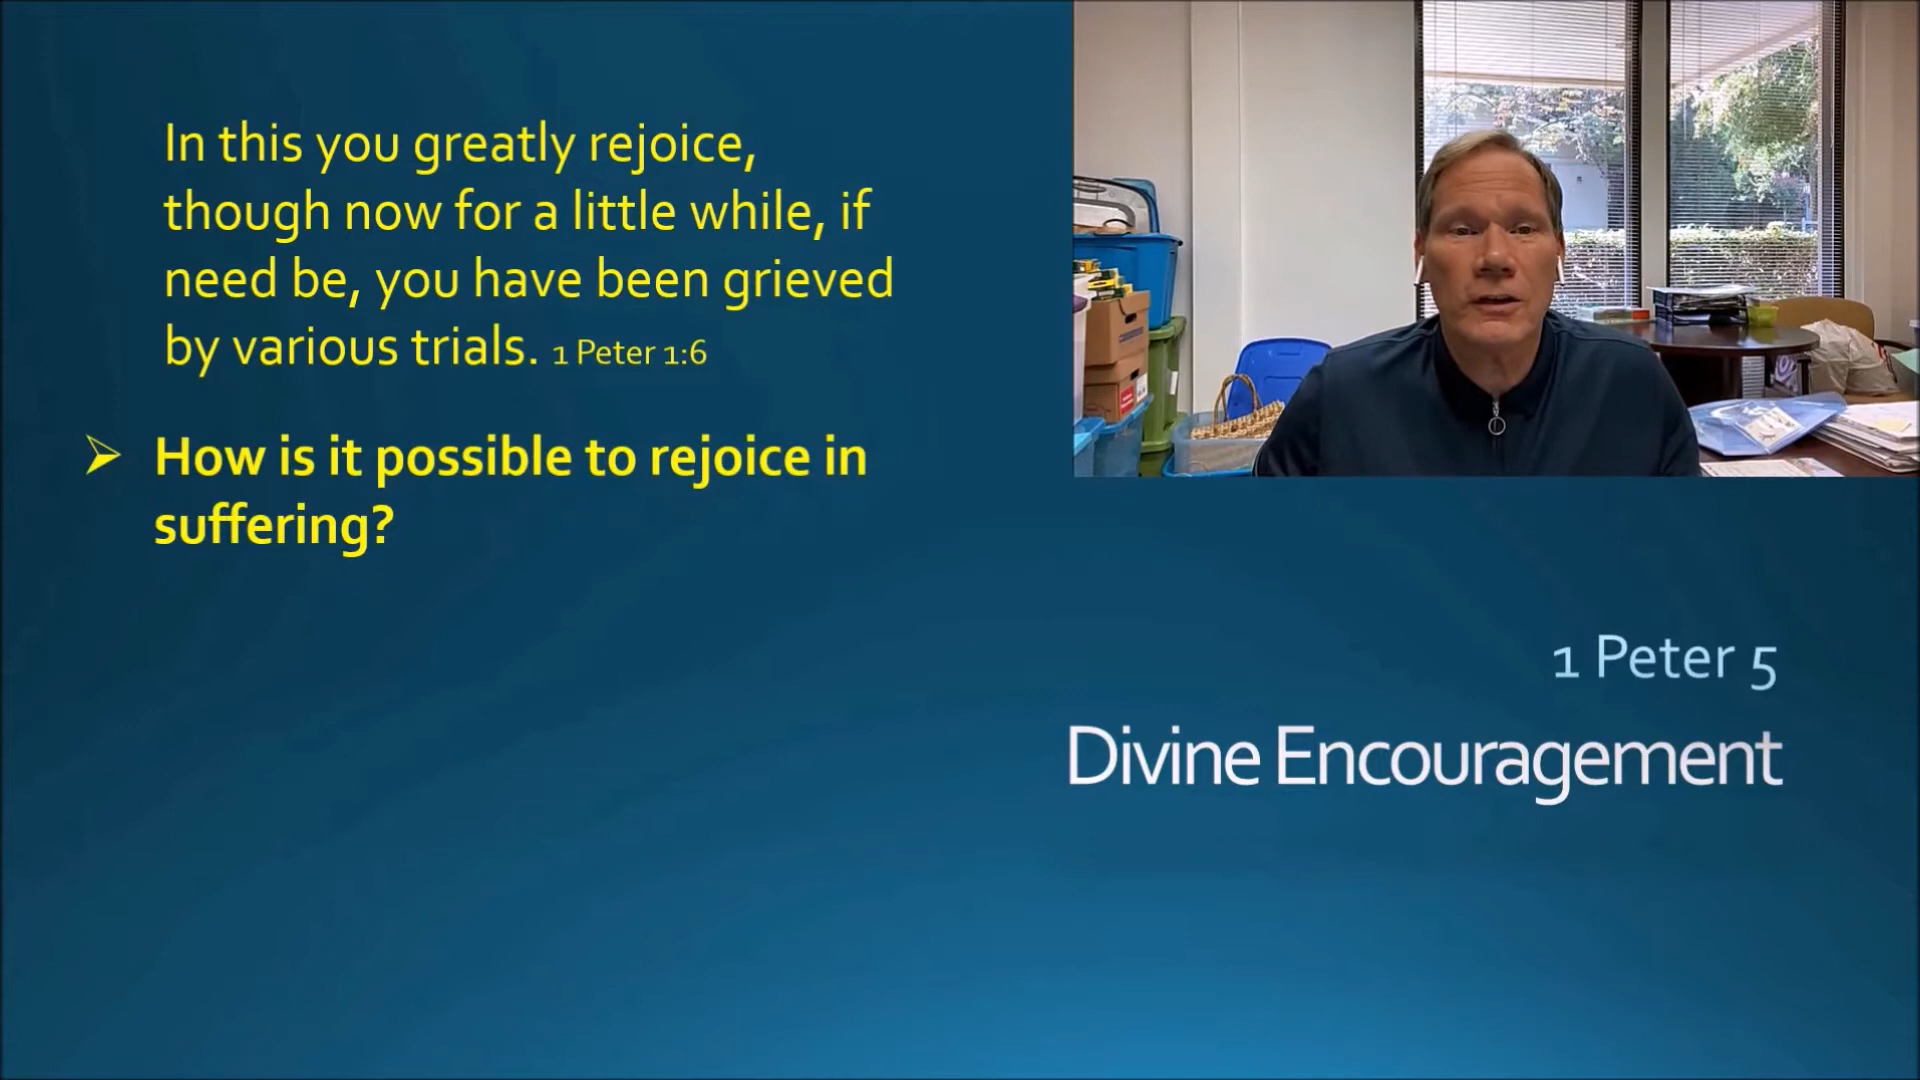 In this you greatly rejoice,
though now for a little while, if
need be, you have been grieved
by various trials. 1 Peter 1:6
How is it possible to rejoice in
suffering?
1 Peter 5
Divine Encouragement